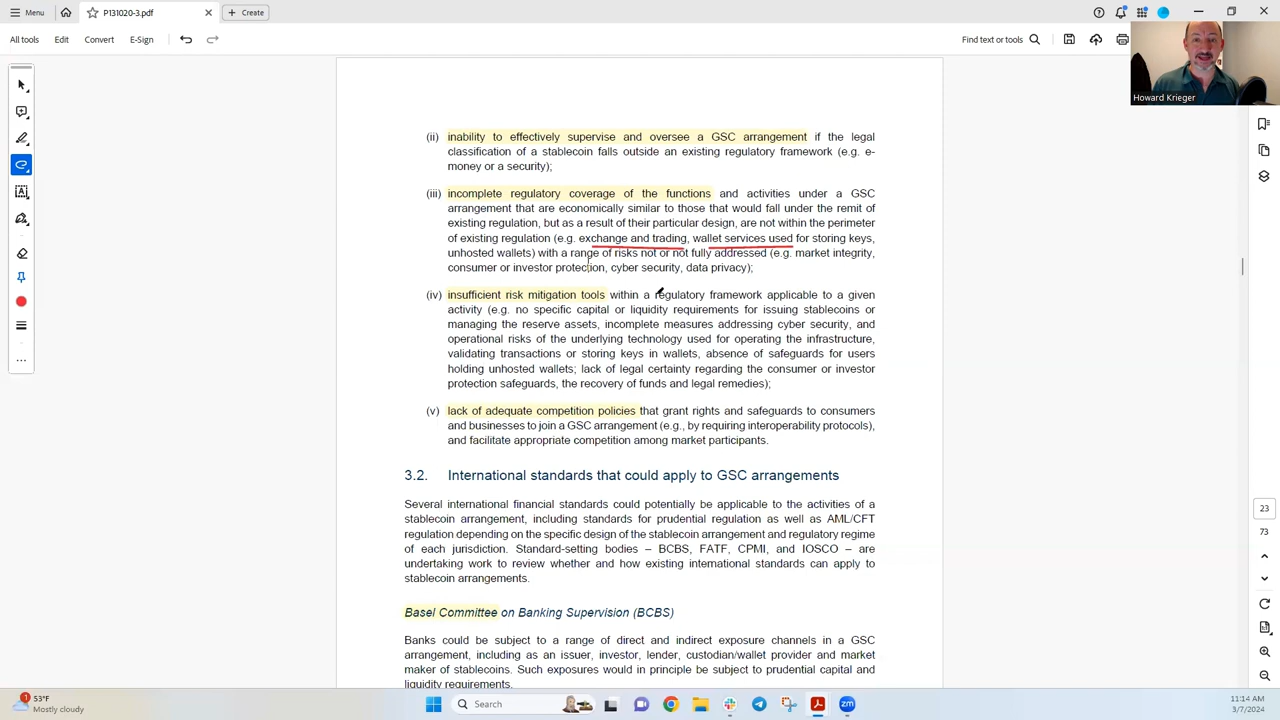 Menu
P131020-3.pdf
Create
All tools
Edit
Convert
E-Sign
Find text or tools
Howard Krieger
(ii) inability to effectively supervise and oversee a GSC arrangement if the legal
classification of a stablecoin falls outside an existing regulatory framework (e.g. e-
money or a security);
(iii) incomplete regulatory coverage of the functions and activities under a GSC
arrangement that are economically similar to those that would fall under the remit of
existing regulation, but as a result of their particular design, are not within the perimeter
of existing regulation (e.g. exchange and trading, wallet services used for storing keys,
unhosted wallets) with a range of risks not or not fully addressed (e.g. market integrity,
consumer or investor protection, cyber security, data privacy);
(iv) insufficient risk mitigation tools within a regulatory framework applicable to a given
activity (e.g. no specific capital or liquidity requirements for issuing stablecoins or
managing the reserve assets, incomplete measures addressing cyber security, and
operational risks of the underlying technology used for operating the infrastructure,
validating transactions or storing keys in wallets, absence of safeguards for users
holding unhosted wallets; lack of legal certainty regarding the consumer or investor
protection safeguards, the recovery of funds and legal remedies);
(v) lack of adequate competition policies that grant rights and safeguards to consumers
and businesses to join a GSC arrangement (e.g., by requiring interoperability protocols),
and facilitate appropriate competition among market participants.
3.2. International standards that could apply to GSC arrangements
Several international financial standards could potentially be applicable to the activities of a
stablecoin arrangement, including standards for prudential regulation as well as AML/CFT
regulation depending on the specific design of the stablecoin arrangement and regulatory regime
of each jurisdiction. Standard-setting bodies – BCBS, FATF, CPMI, and IOSCO – are
undertaking work to review whether and how existing international standards can apply to
stablecoin arrangements.
Basel Committee on Banking Supervision (BCBS)
Banks could be subject to a range of direct and indirect exposure channels in a GSC
arrangement, including as an issuer, investor, lender, custodian/wallet provider and market
maker of stablecoins. Such exposures would in principle be subject to prudential capital and
liquidity requirements.
23
73
1
53°F
Mostly cloudy
Search
zm
11:14 AM
3/7/2024